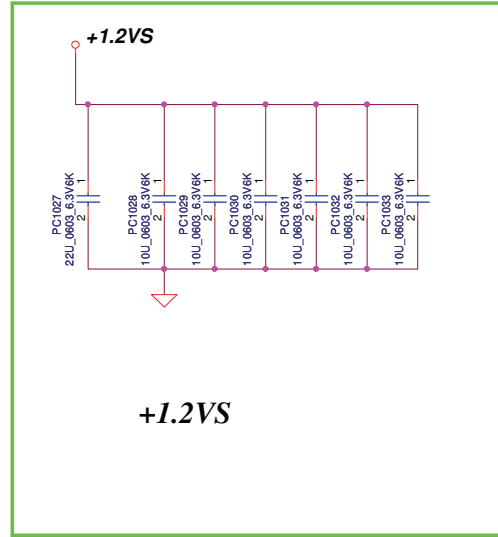 +1.2VS
1
2
PC1027
22U_0603_6.3V6K
1
2
PC1028
10U_0603_6.3V6K
1
2
PC1029
10U_0603_6.3V6K
1
2
PC1030
10U_0603_6.3V6K
1
2
PC1031
10U_0603_6.3V6K
1
2
PC1032
10U_0603_6.3V6K
1
2
PC1033
10U_0603_6.3V6K
+1.2VS